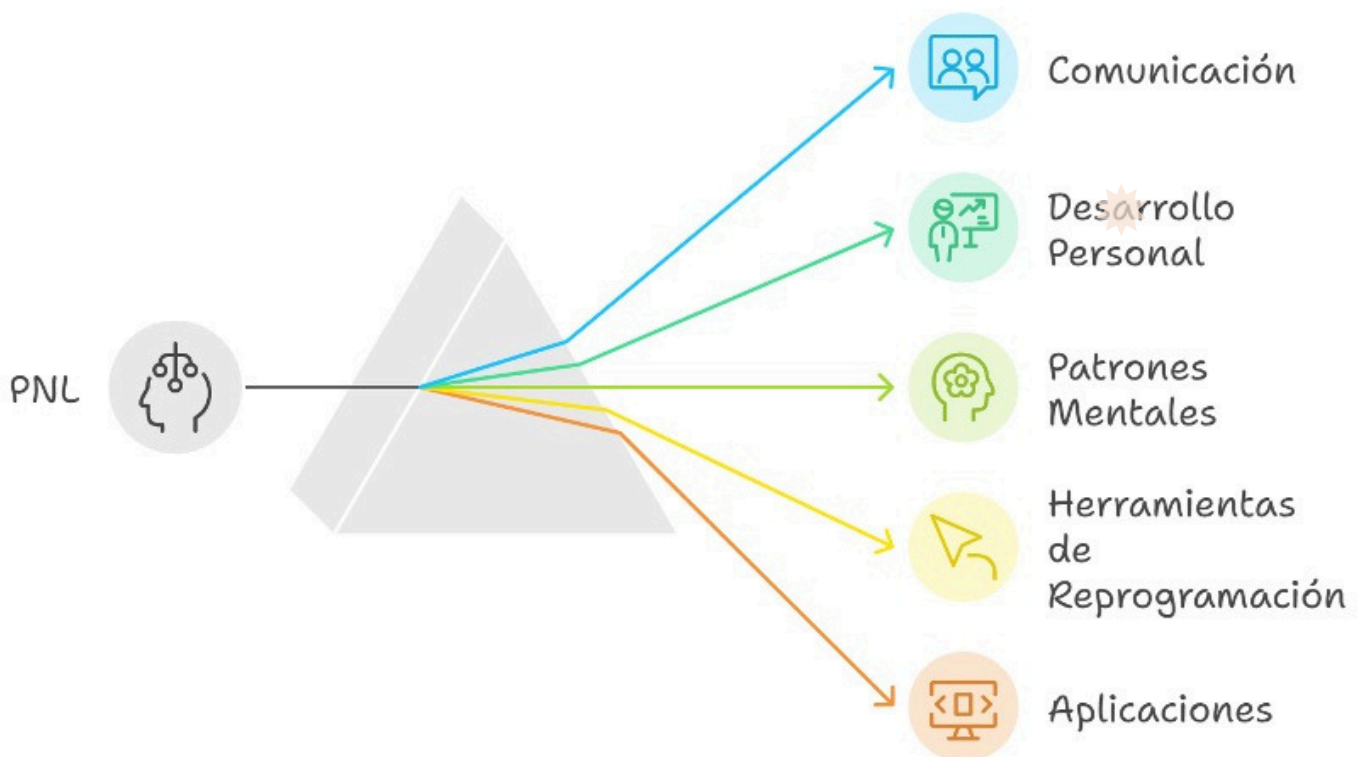 PNL
Comunicación
Desarrollo
Personal
Patrones
Mentales
Herramientas
de
Reprogramación
Aplicaciones